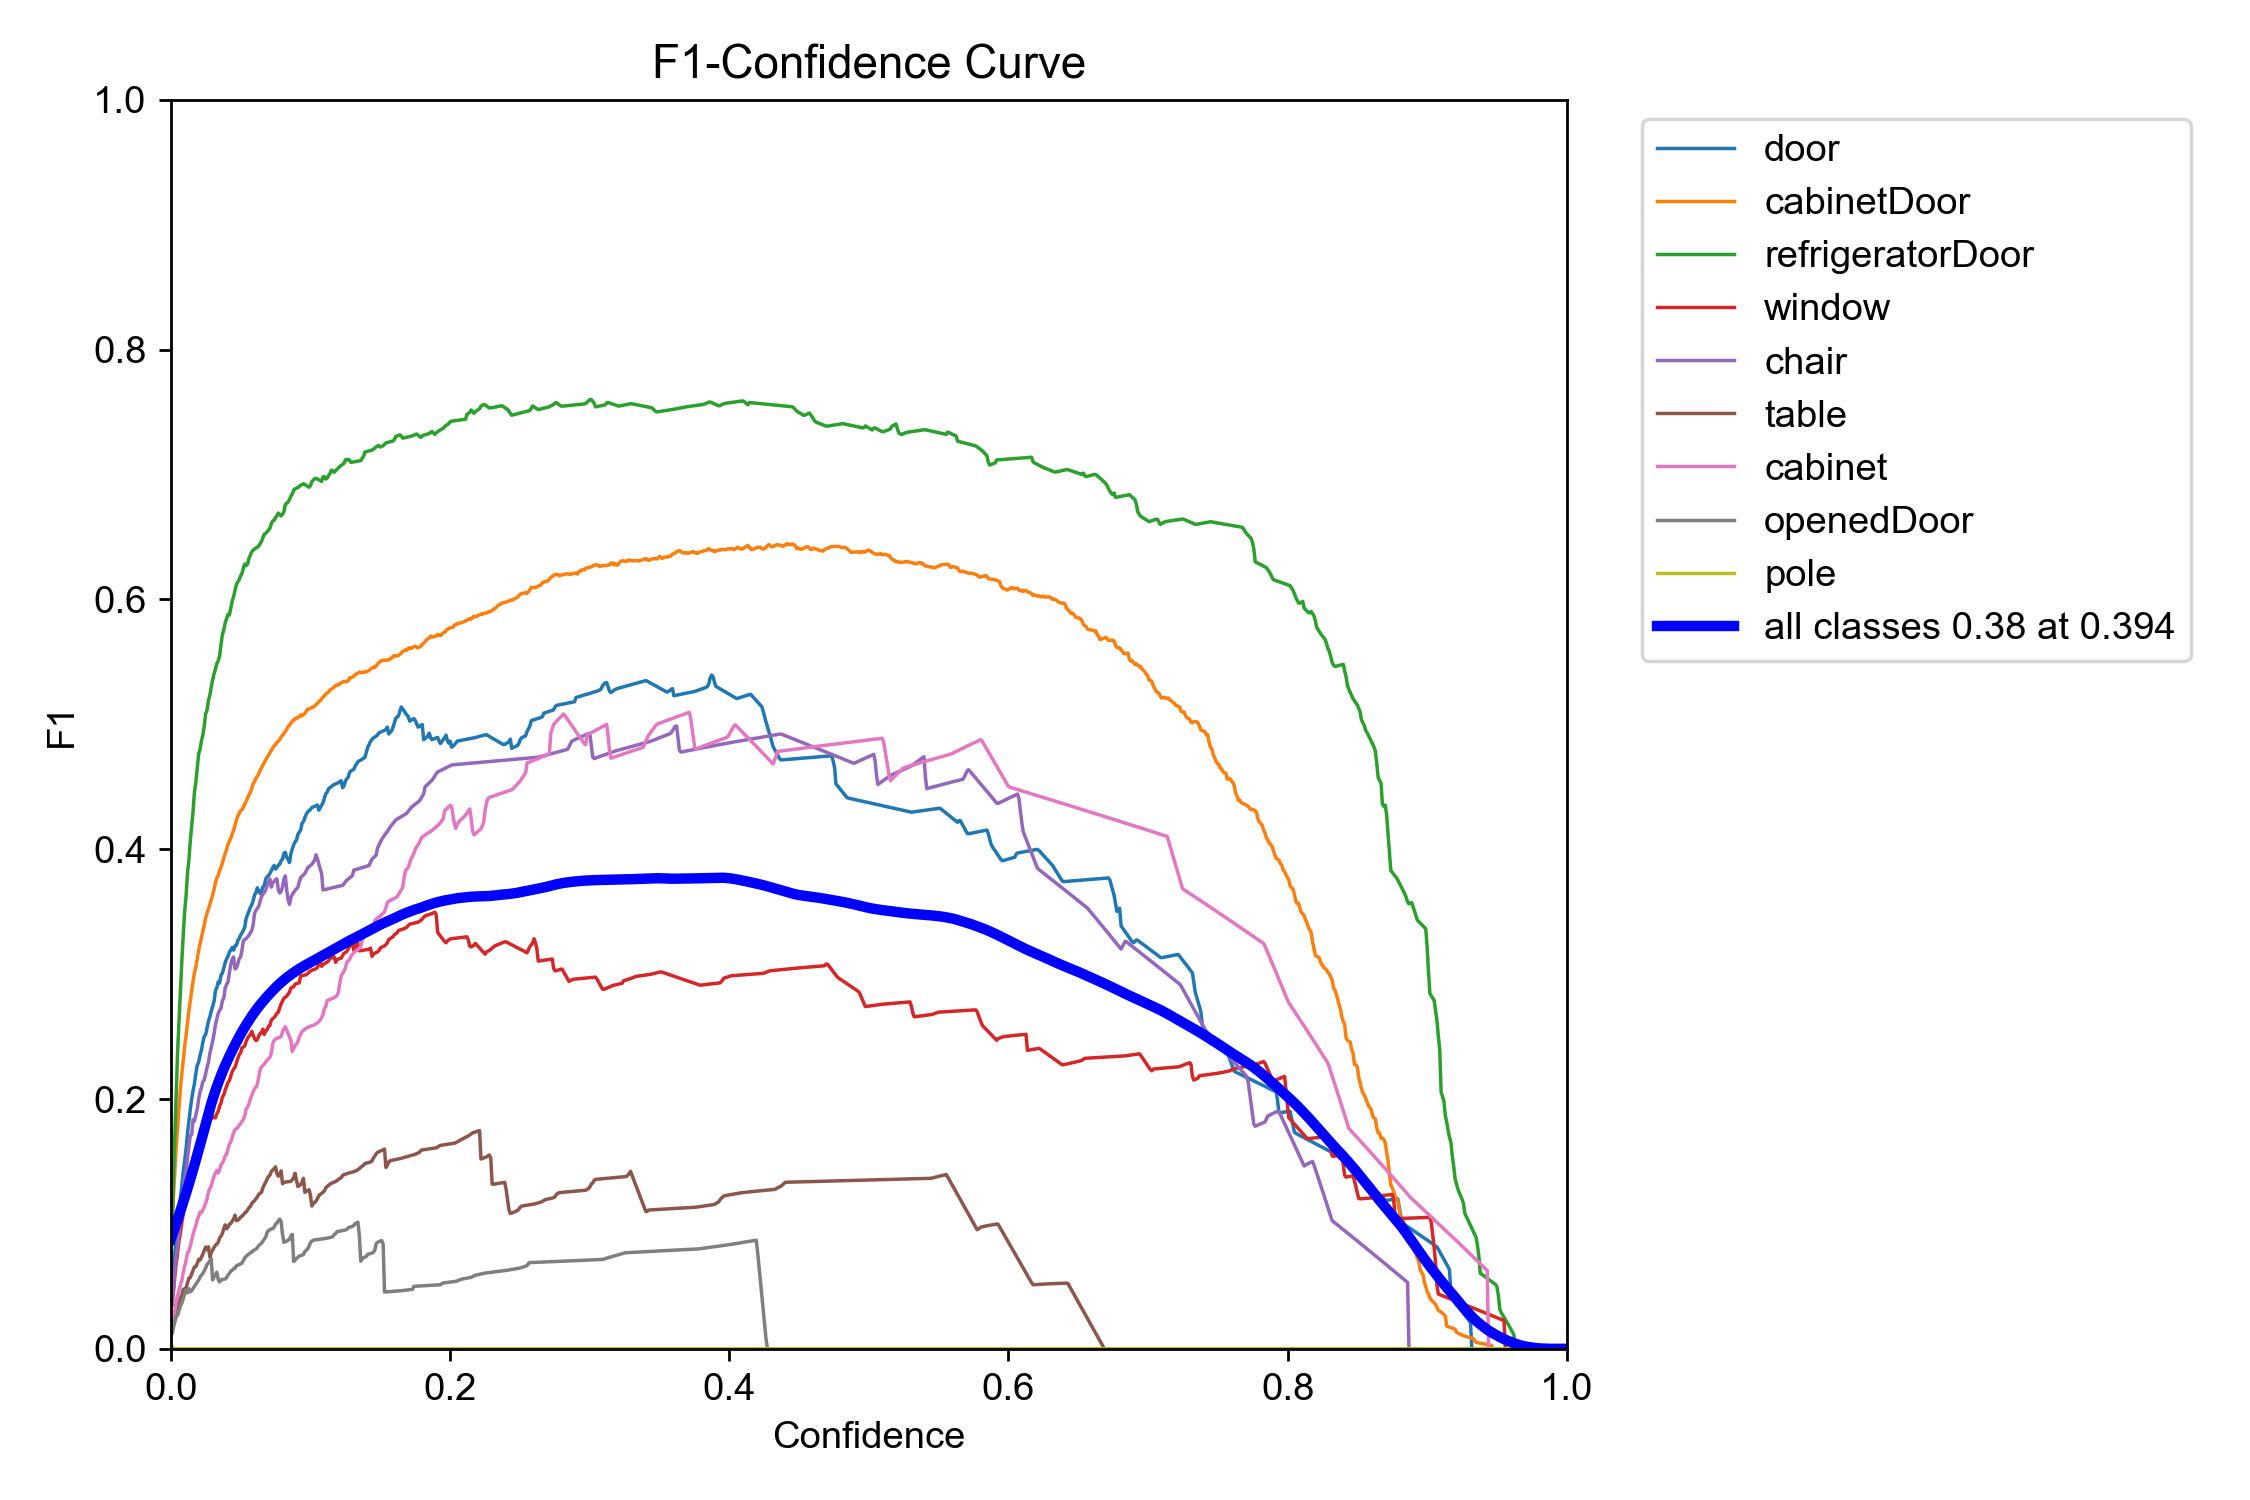 F1-Confidence Curve
1.0
0.8
0.6
0.4
0.2
0.0
F1
0.0 0.2 0.4 0.6 0.8 1.0
Confidence
door
cabinetDoor
refrigeratorDoor
window
chair
table
cabinet
openedDoor
pole
all classes 0.38 at 0.394